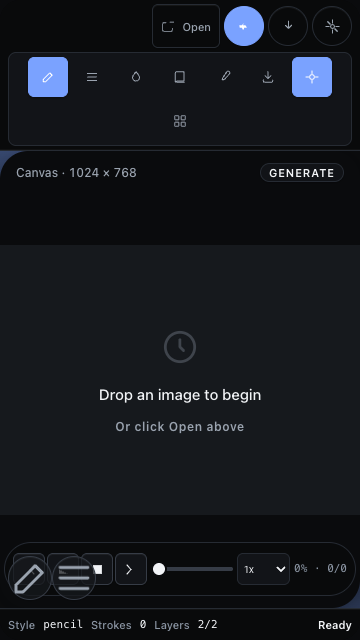 Open
Canvas · 1024 × 768
GENERATE
Drop an image to begin
Or click Open above
1x
0% · 0/0
Style pencil Strokes 0 Layers 2/2 Ready